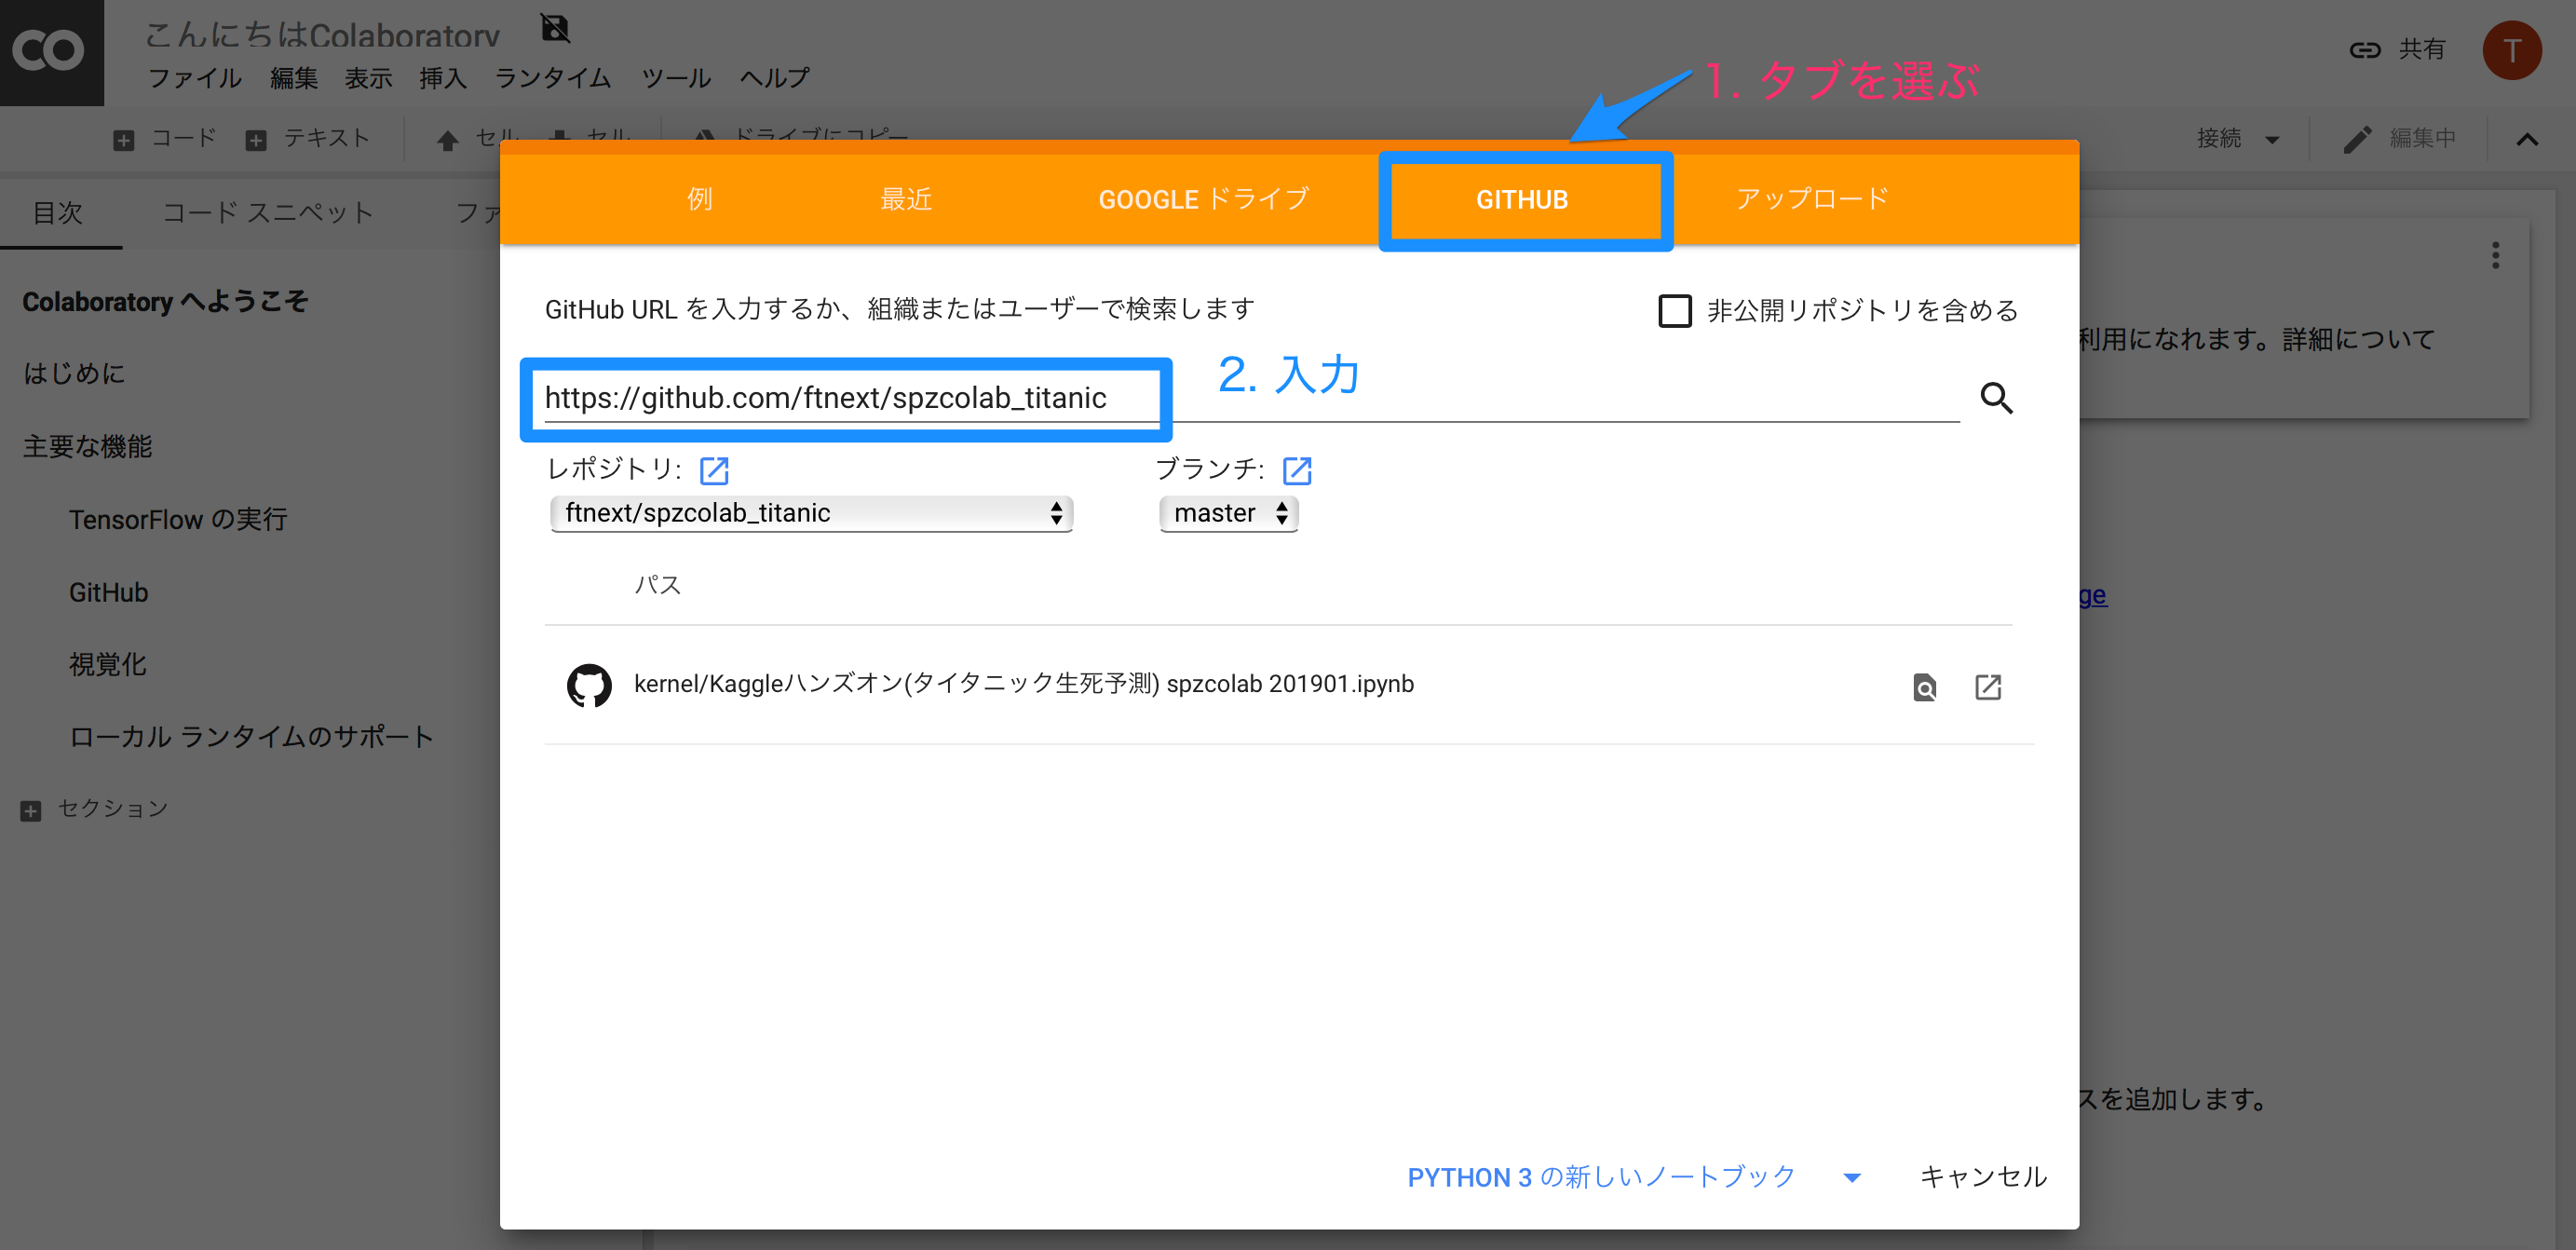 こんにちはColaboratory
共有
T
ファイル 編集 表示 挿入 ランタイム ツール ヘルプ
1. タブを選ぶ
コード テキスト セル セル ドライブにコピー
接続 編集中
例 最近 GOOGLE ドライブ GITHUB アップロード
目次 コード スニペット ファ
Colaboratory へようこそ
はじめに
主要な機能
TensorFlow の実行
GitHub
視覚化
ローカル ランタイムのサポート
セクション
GitHub URL を入力するか、組織またはユーザーで検索します
非公開リポジトリを含める
利用になれます。詳細について
2. 入力
https://github.com/ftnext/spzcolab_titanic
レポジトリ: ブランチ:
ftnext/spzcolab_titanic master
パス
ge
kernel/Kaggleハンズオン(タイタニック生死予測) spzcolab 201901.ipynb
スを追加します。
PYTHON 3 の新しいノートブック キャンセル